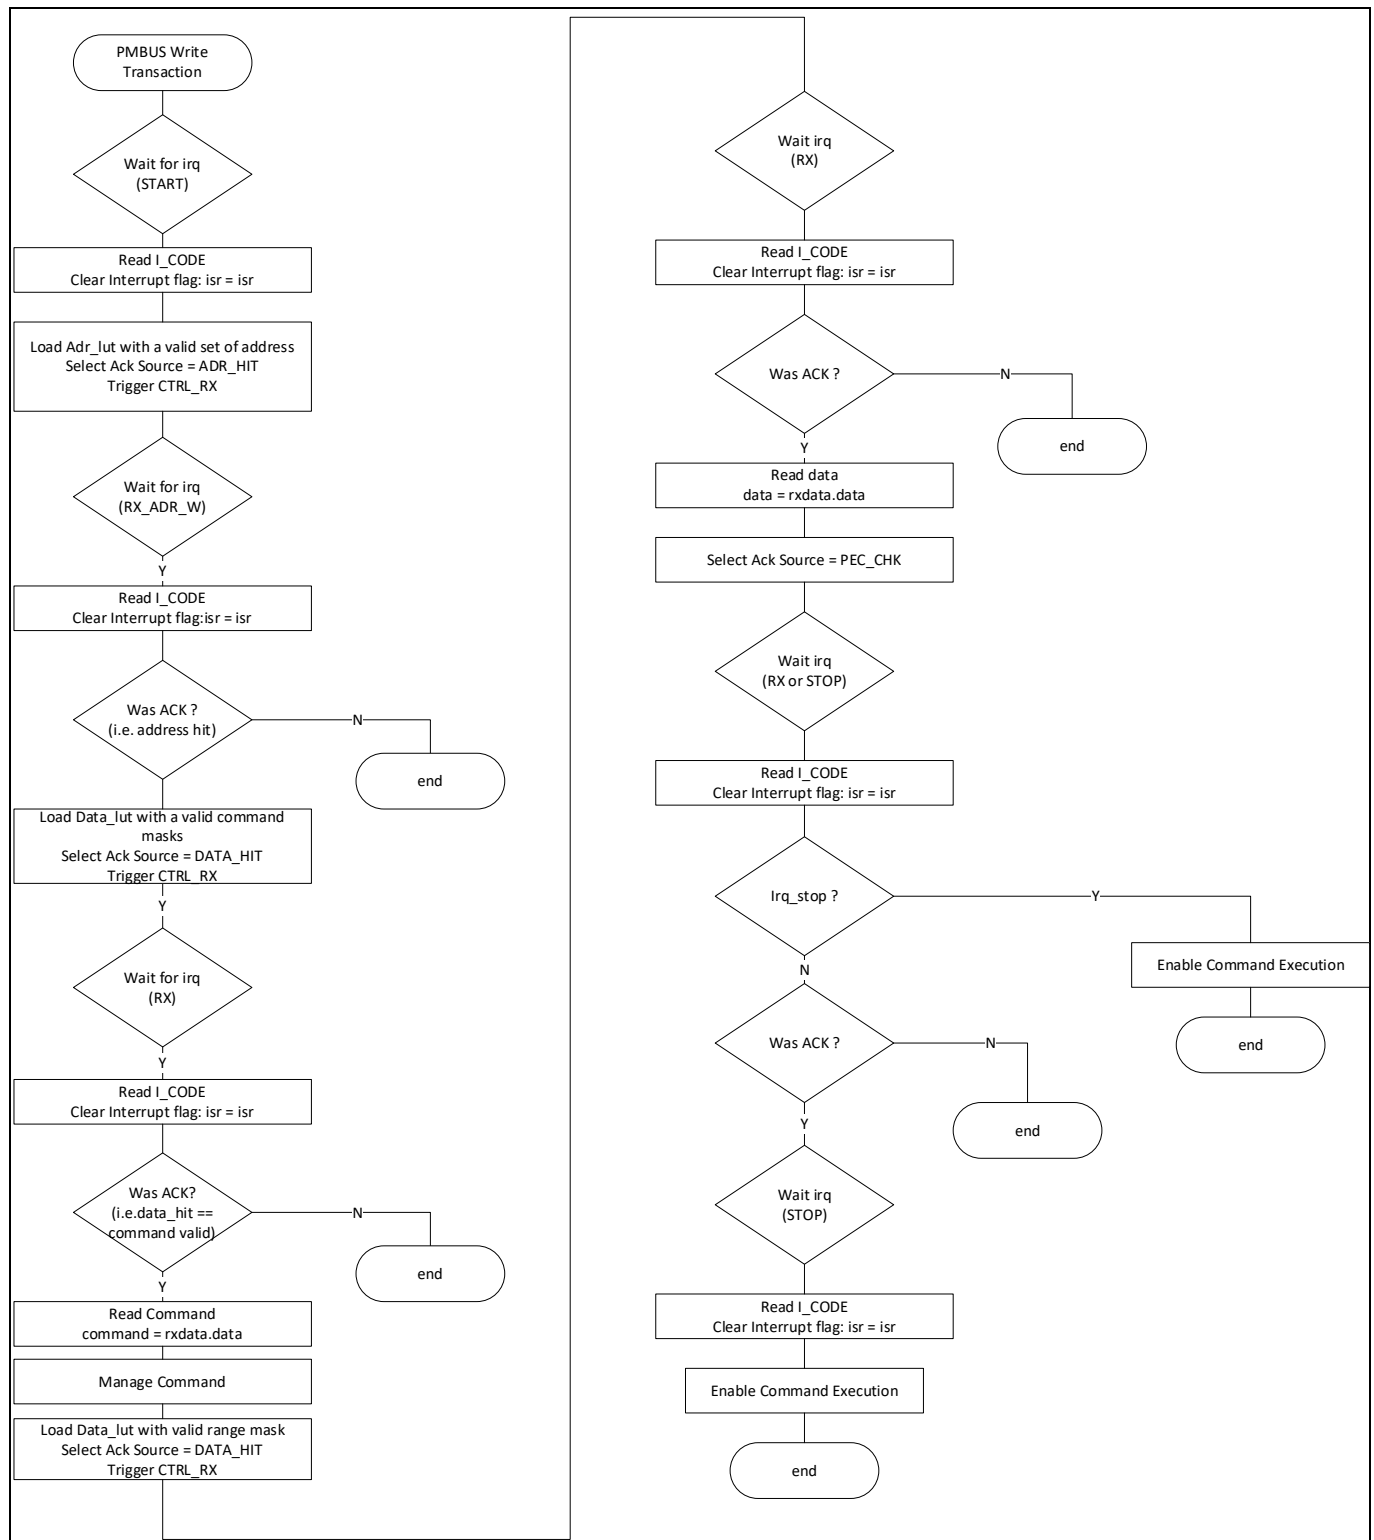 PMBUS Write
Transaction
Wait for irq
(START)
Read I_CODE
Clear Interrupt flag: isr = isr
Load Adr_lut with a valid set of address
Select Ack Source = ADR_HIT
Trigger CTRL_RX
Wait for irq
(RX_ADR_W)
Y
Read I_CODE
Clear Interrupt flag:isr = isr
Was ACK ?
(i.e. address hit)
N
end
Load Data_lut with a valid command
masks
Select Ack Source = DATA_HIT
Trigger CTRL_RX
Y
Wait for irq
(RX)
Y
Read I_CODE
Clear Interrupt flag: isr = isr
Was ACK?
(i.e.data_hit ==
command valid)
N
end
Y
Read Command
command = rxdata.data
Manage Command
Load Data_lut with valid range mask
Select Ack Source = DATA_HIT
Trigger CTRL_RX
Wait irq
(RX)
Read I_CODE
Clear Interrupt flag: isr = isr
Was ACK ?
N
end
Y
Read data
data = rxdata.data
Select Ack Source = PEC_CHK
Wait irq
(RX or STOP)
Read I_CODE
Clear Interrupt flag: isr = isr
Irq_stop ?
Y
Enable Command Execution
end
N
Was ACK ?
N
end
Y
Wait irq
(STOP)
Read I_CODE
Clear Interrupt flag: isr = isr
Enable Command Execution
end